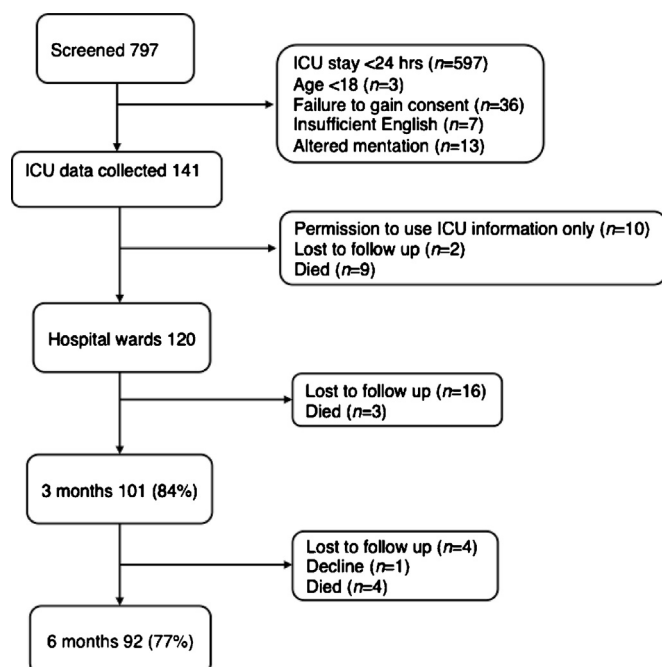 Screened 797
ICU stay <24 hrs (n=597)
Age <18 (n=3)
Failure to gain consent (n=36)
Insufficient English (n=7)
Altered mentation (n=13)
ICU data collected 141
Permission to use ICU information only (n=10)
Lost to follow up (n=2)
Died (n=9)
Hospital wards 120
Lost to follow up (n=16)
Died (n=3)
3 months 101 (84%)
Lost to follow up (n=4)
Decline (n=1)
Died (n=4)
6 months 92 (77%)